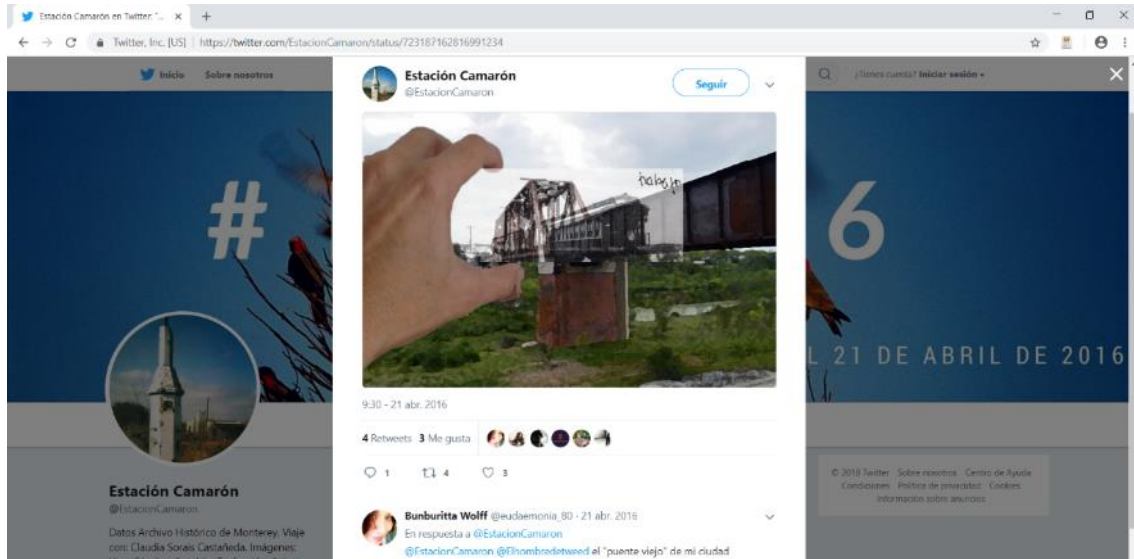 Estación Camarón en Twitter: "...
Twitter, Inc. [US] | https://twitter.com/EstacionCamaron/status/723187162816991234
Inicio Sobre nosotros
¿Tienes cuenta? Iniciar sesión
Estación Camarón
@EstacionCamaron
Seguir
# 6
L 21 DE ABRIL DE 2016
9:30 - 21 abr. 2016
4 Retweets 3 Me gusta
1 4 3
Bunburitta Wolff @eudaemonia_80 · 21 abr. 2016
En respuesta a @EstacionCamaron
@EstacionCamaron @Elhombredetweed el "puente viejo" de mi ciudad
Estación Camarón
@EstacionCamaron
Datos Archivo Histórico de Monterey. Viaje
con: Claudia Sorais Castañeda. Imágenes:
© 2018 Twitter Sobre nosotros Centro de Ayuda
Condiciones Política de privacidad Cookies
Información sobre anuncios